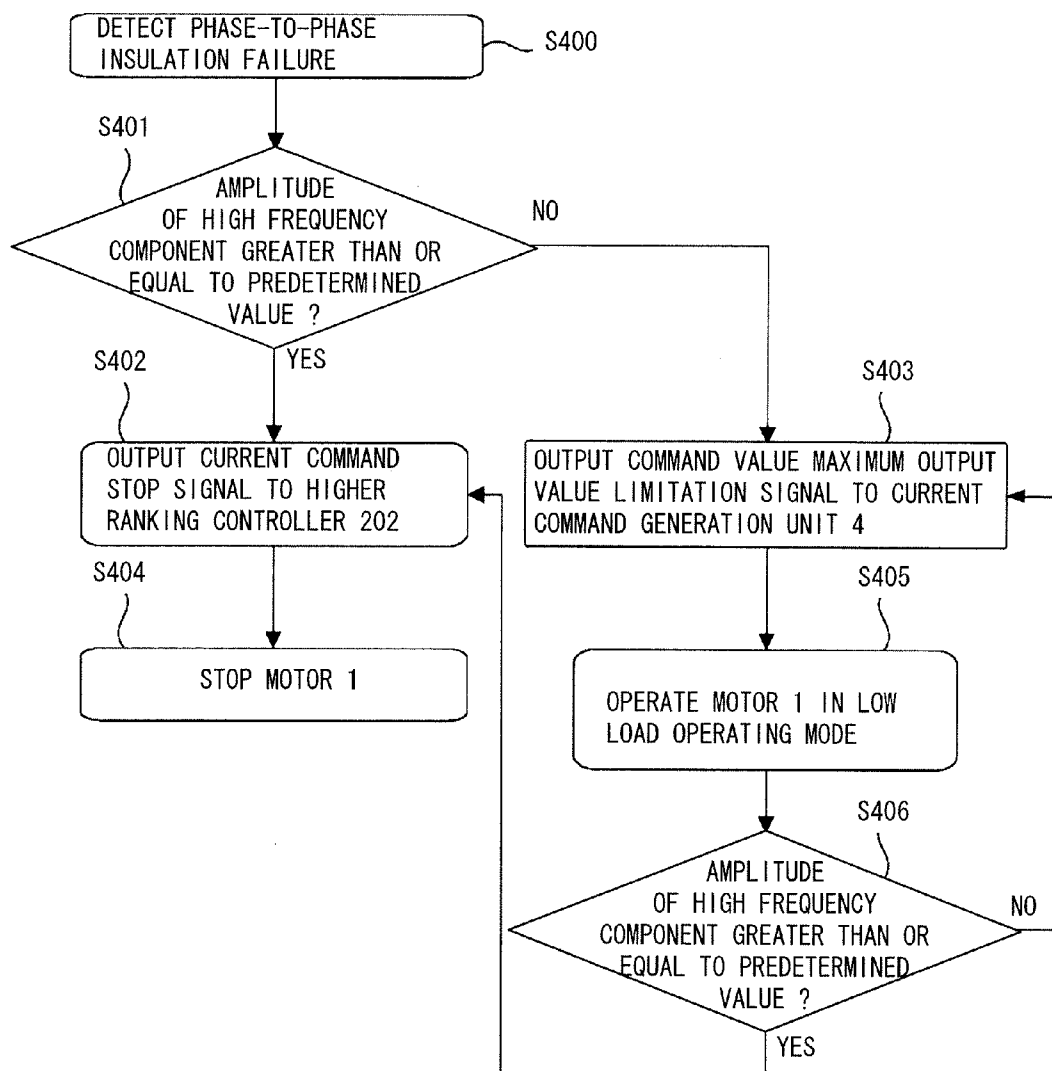 DETECT PHASE-TO-PHASE
INSULATION FAILURE
S400
S401
AMPLITUDE
OF HIGH FREQUENCY
COMPONENT GREATER THAN OR
EQUAL TO PREDETERMINED
VALUE ?
NO
YES
S402
OUTPUT CURRENT COMMAND
STOP SIGNAL TO HIGHER
RANKING CONTROLLER 202
S403
OUTPUT COMMAND VALUE MAXIMUM OUTPUT
VALUE LIMITATION SIGNAL TO CURRENT
COMMAND GENERATION UNIT 4
S404
STOP MOTOR 1
S405
OPERATE MOTOR 1 IN LOW
LOAD OPERATING MODE
S406
AMPLITUDE
OF HIGH FREQUENCY
COMPONENT GREATER THAN OR
EQUAL TO PREDETERMINED
VALUE ?
NO
YES